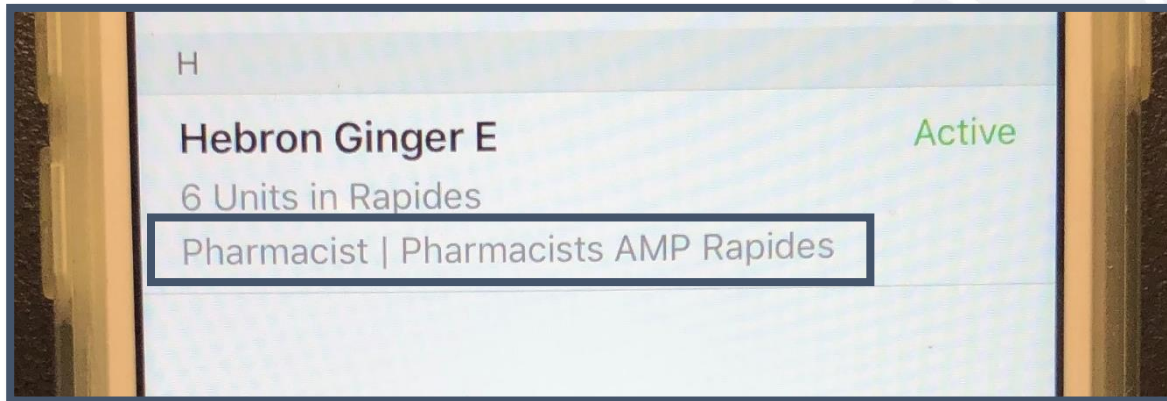 H
Hebron Ginger E
Active
6 Units in Rapides
Pharmacist | Pharmacists AMP Rapides